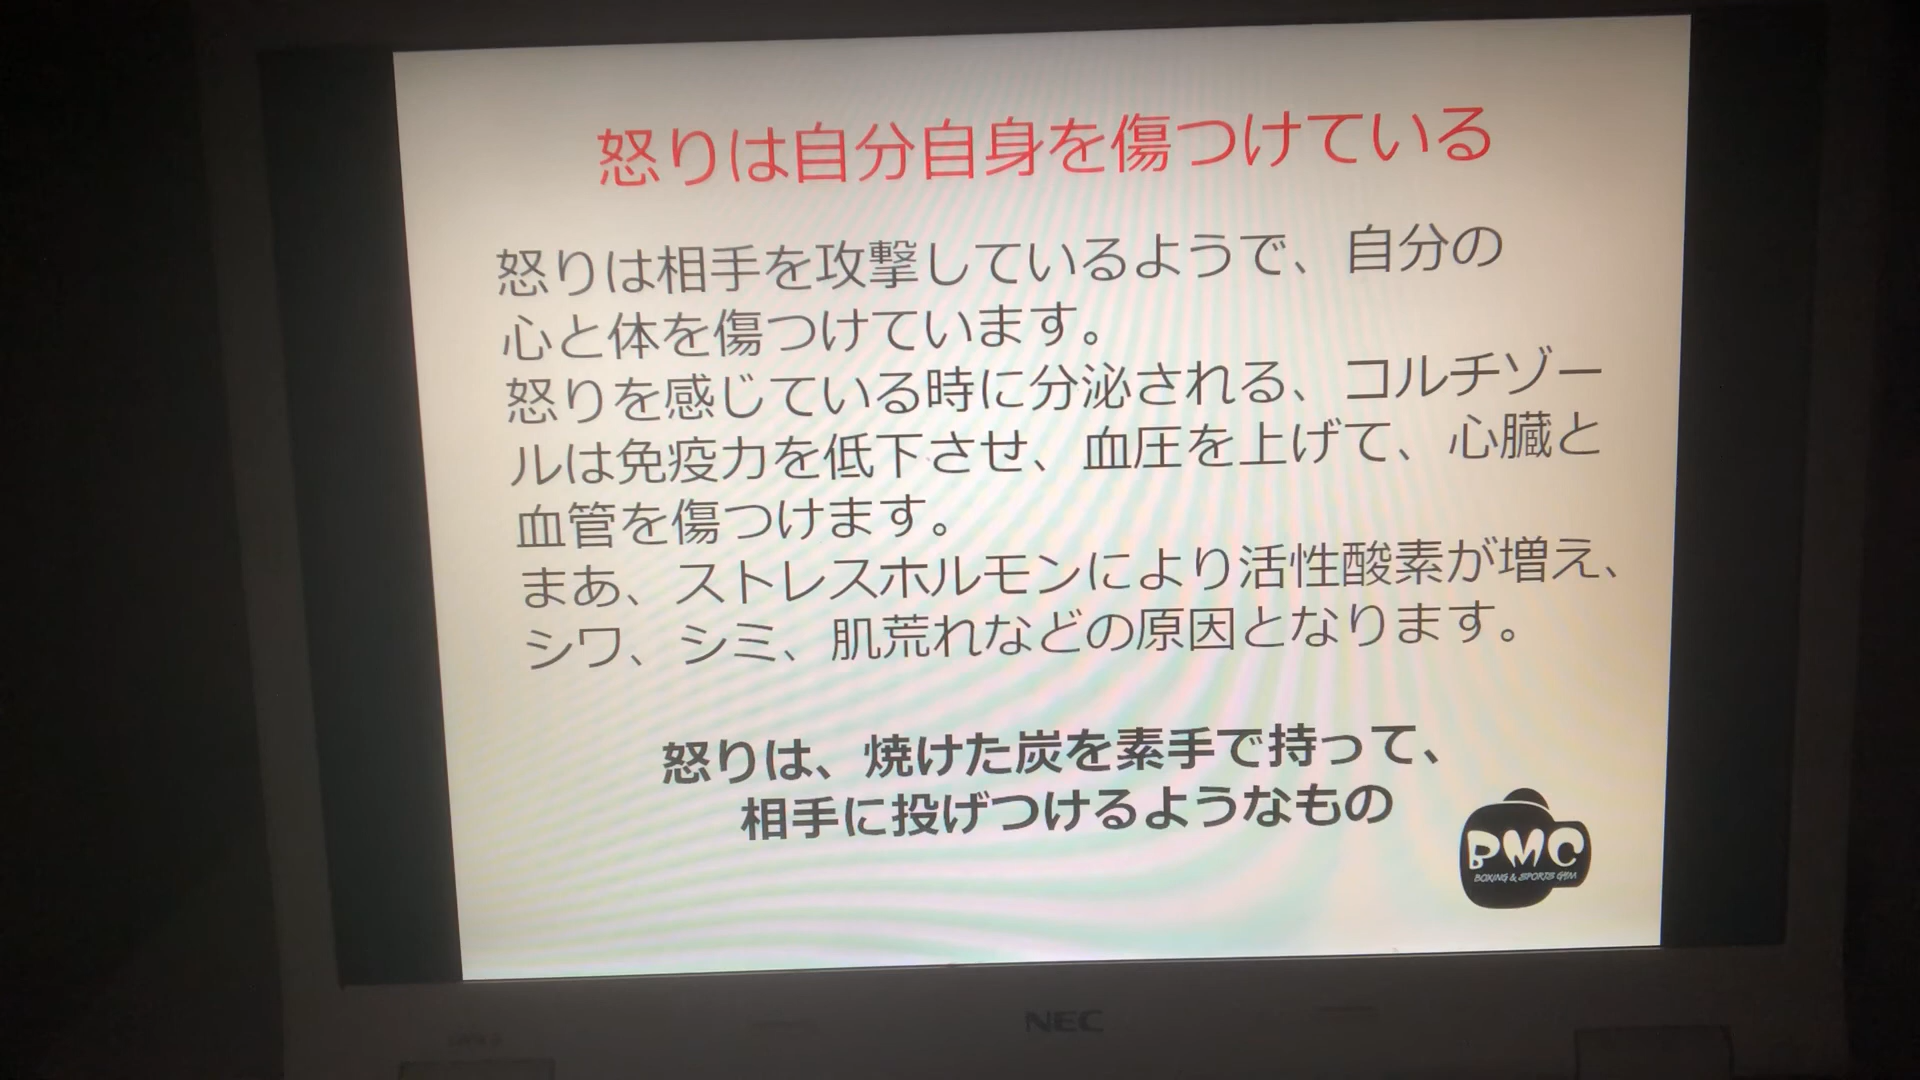 怒りは自分自身を傷つけている
怒りは相手を攻撃しているようで、自分の
心と体を傷つけています。
怒りを感じている時に分泌される、コルチゾー
ルは免疫力を低下させ、血圧を上げて、心臓と
血管を傷つけます。
まあ、ストレスホルモンにより活性酸素が増え、
シワ、シミ、肌荒れなどの原因となります。
怒りは、焼けた炭を素手で持って、
相手に投げつけるようなもの
PMC
BOXING & SPORTS GYM
NEC